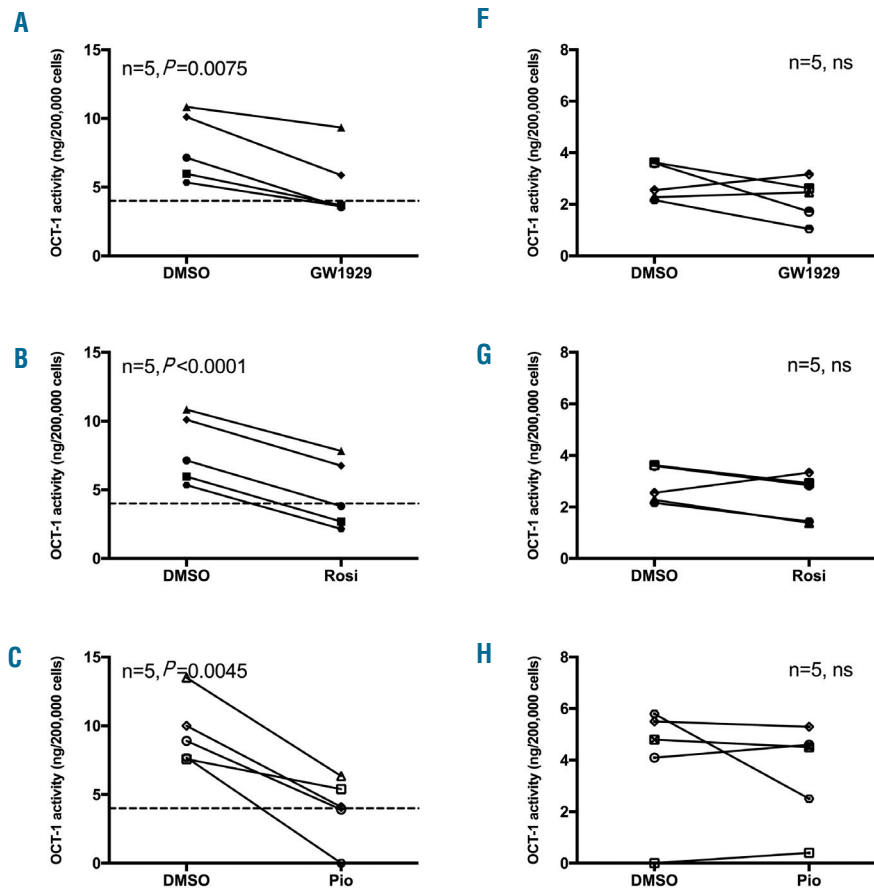 A
OCT-1 activity (ng/200,000 cells)
15
10
5
0
n=5, P=0.0075
DMSO GW1929
F
OCT-1 activity (ng/200,000 cells)
8
6
4
2
0
n=5, ns
DMSO GW1929
B
OCT-1 activity (ng/200,000 cells)
15
10
5
0
n=5, P<0.0001
DMSO Rosi
G
OCT-1 activity (ng/200,000 cells)
8
6
4
2
0
n=5, ns
DMSO Rosi
C
OCT-1 activity (ng/200,000 cells)
15
10
5
0
n=5, P=0.0045
DMSO Pio
H
OCT-1 activity (ng/200,000 cells)
8
6
4
2
0
n=5, ns
DMSO Pio